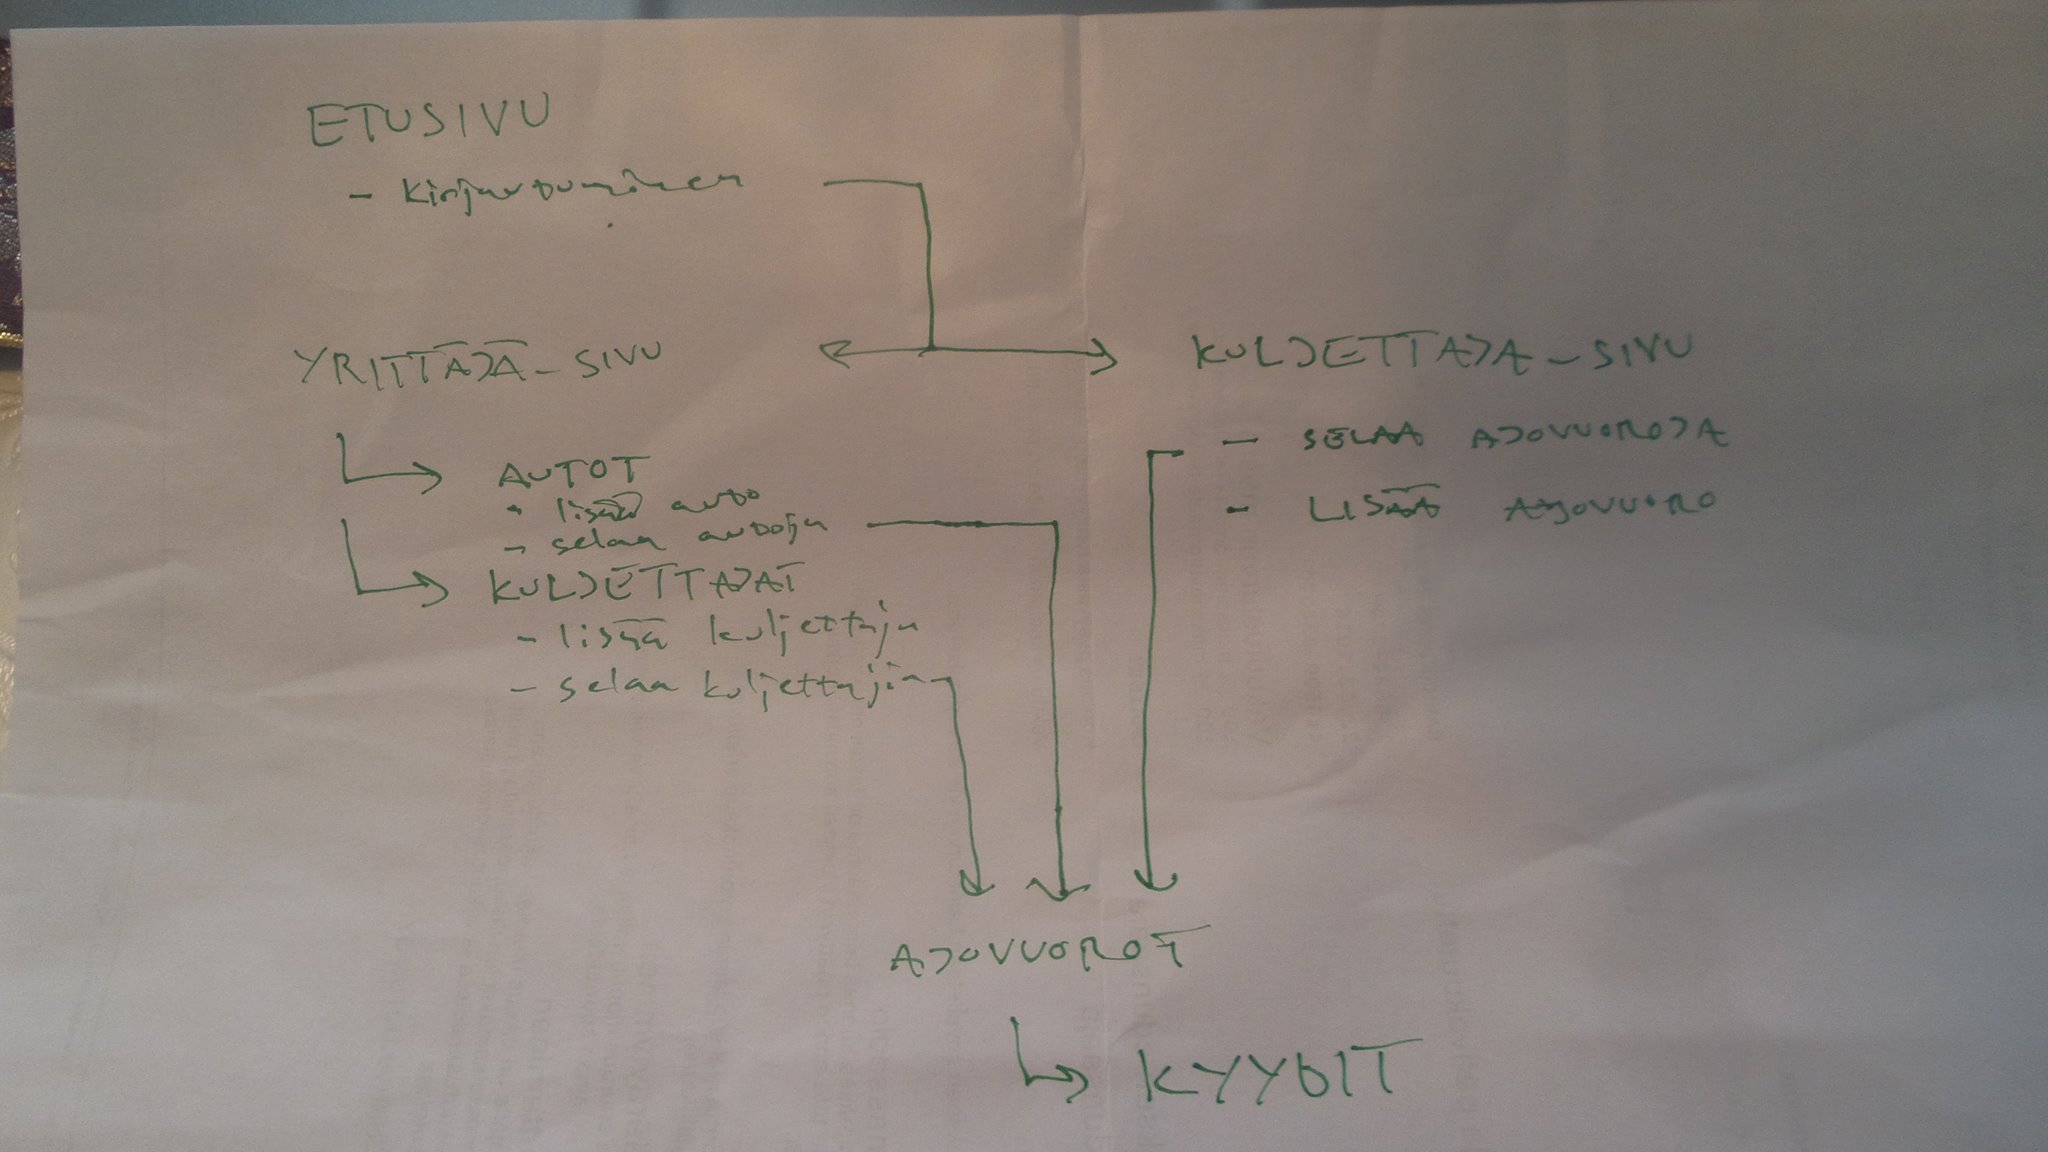 ETUSIVU
- kirjautuminen
YRITTÄJÄ-SIVU
AUTOT
- lisää auto
- selaa autoja
KULJETTAJAT
- lisää kuljettaja
- selaa kuljettajia
KULJETTAJA-SIVU
- SELAA AJOVUOROJA
- LISÄÄ AJOVUORO
AJOVUOROT
KYYDIT